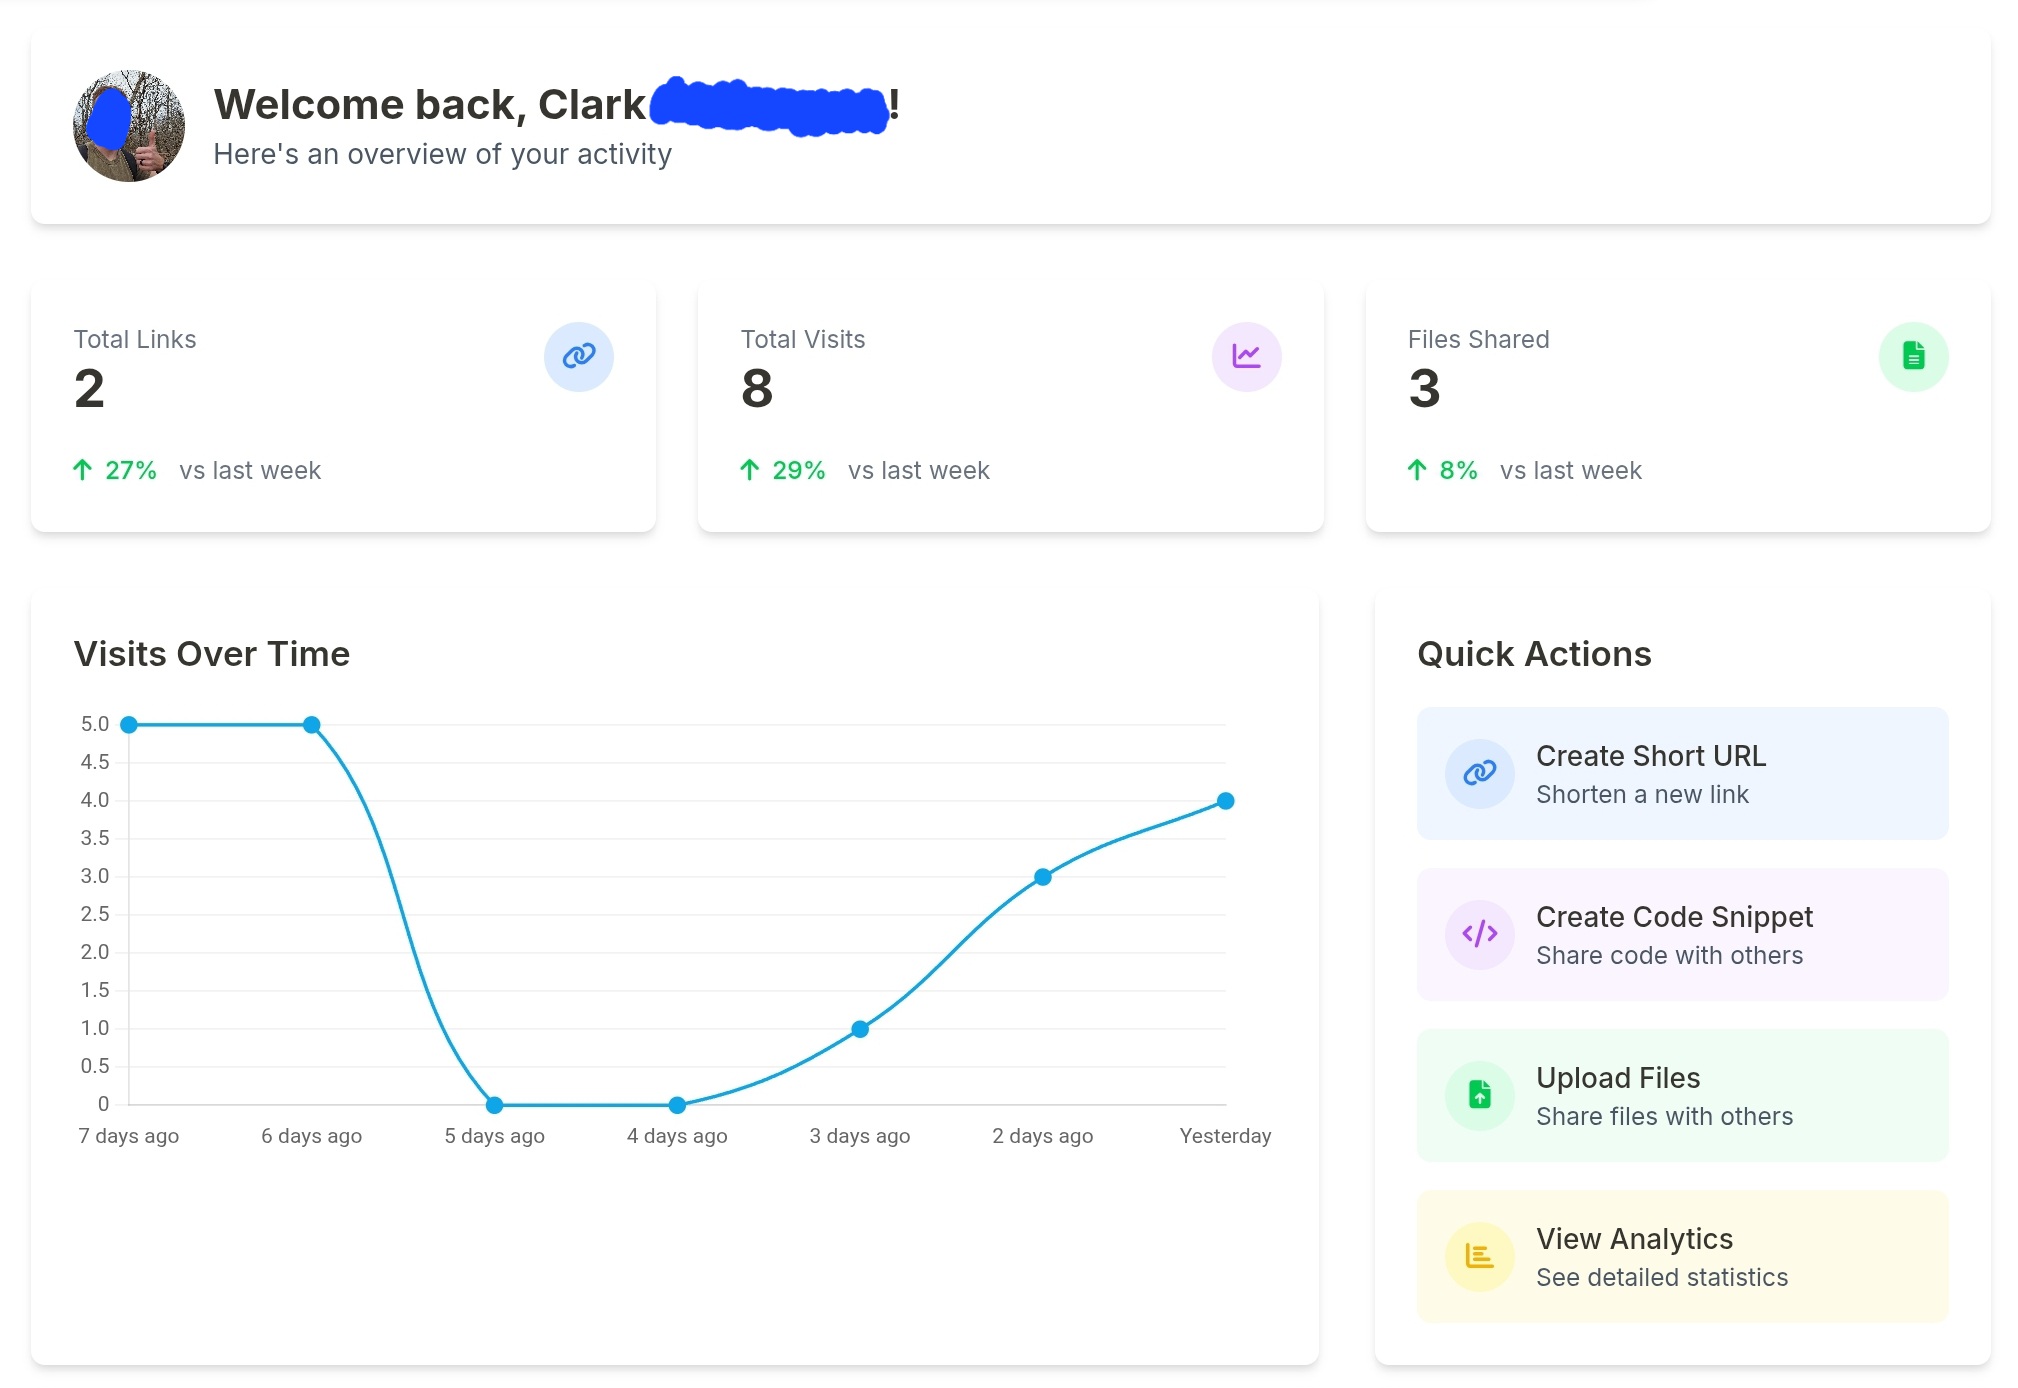 Welcome back, Clark !
Here's an overview of your activity
Total Links
2
27% vs last week
Total Visits
8
29% vs last week
Files Shared
3
8% vs last week
Visits Over Time
5.0
4.5
4.0
3.5
3.0
2.5
2.0
1.5
1.0
0.5
0
7 days ago 6 days ago 5 days ago 4 days ago 3 days ago 2 days ago Yesterday
Quick Actions
Create Short URL
Shorten a new link
Create Code Snippet
Share code with others
Upload Files
Share files with others
View Analytics
See detailed statistics